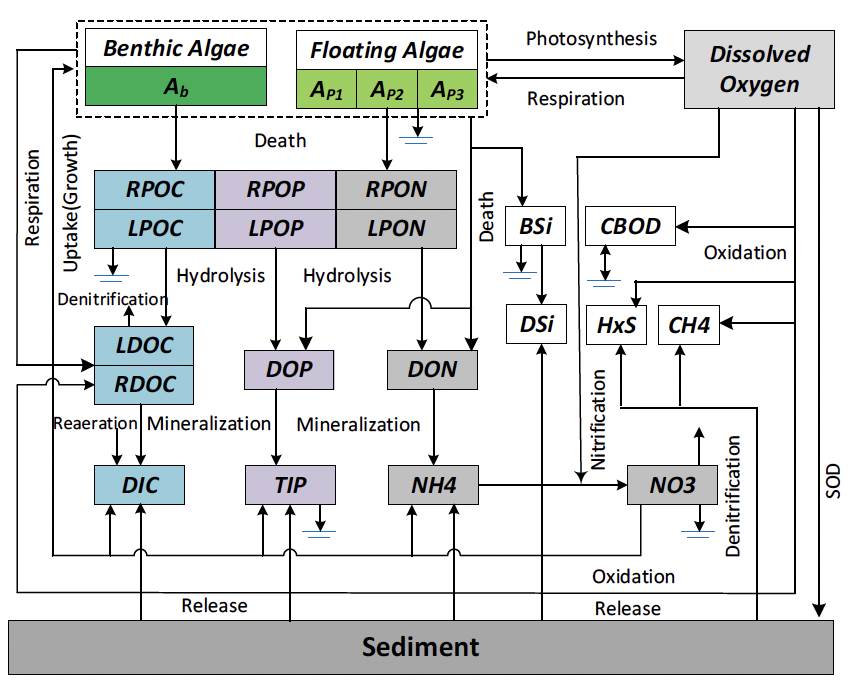 Benthic Algae
Floating Algae
Photosynthesis
Dissolved
Oxygen
Ab
AP1
AP2
AP3
Respiration
Death
Respiration
Uptake(Growth)
RPOC
RPOP
RPON
LPOC
LPOP
LPON
Death
BSi
CBOD
Oxidation
Hydrolysis
Hydrolysis
Denitrification
LDOC
RDOC
DOP
DON
DSi
HxS
CH4
Reaeration
Mineralization
Mineralization
Nitrification
Denitrification
SOD
DIC
TIP
NH4
NO3
Oxidation
Release
Release
Sediment